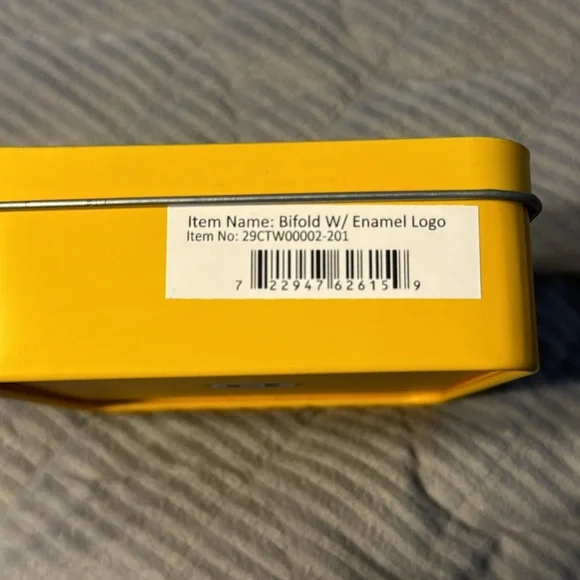 Item Name: Bifold W/ Enamel Logo
Item No: 29CTW00002-201
7 22947 62615 9